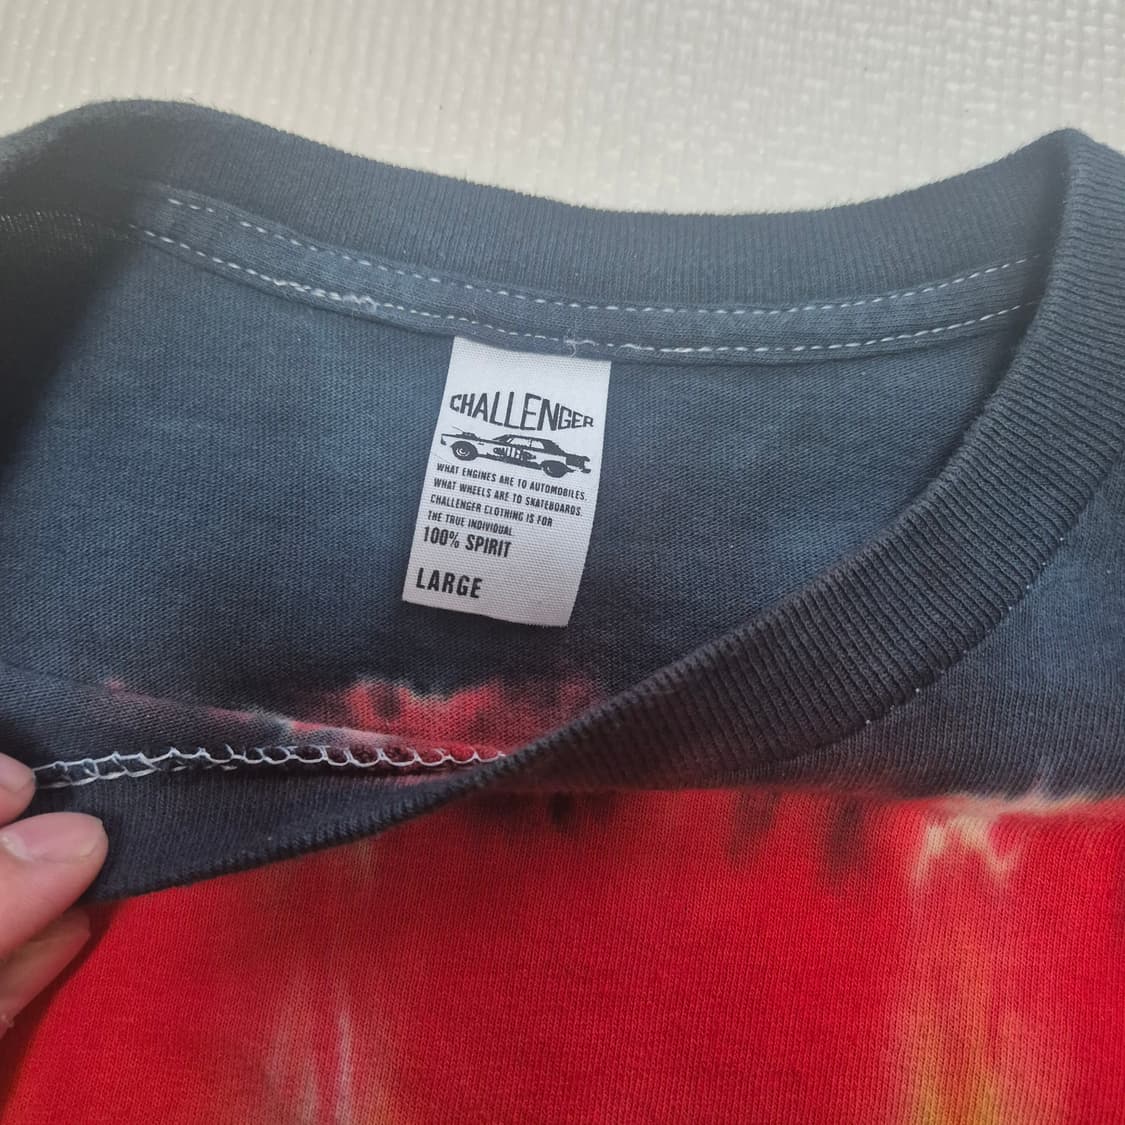 CHALLENGER
WHAT ENGINES ARE TO AUTOMOBILES.
WHAT WHEELS ARE TO SKATEBOARDS.
CHALLENGER CLOTHING IS FOR
THE TRUE INDIVIDUAL
100% SPIRIT
LARGE